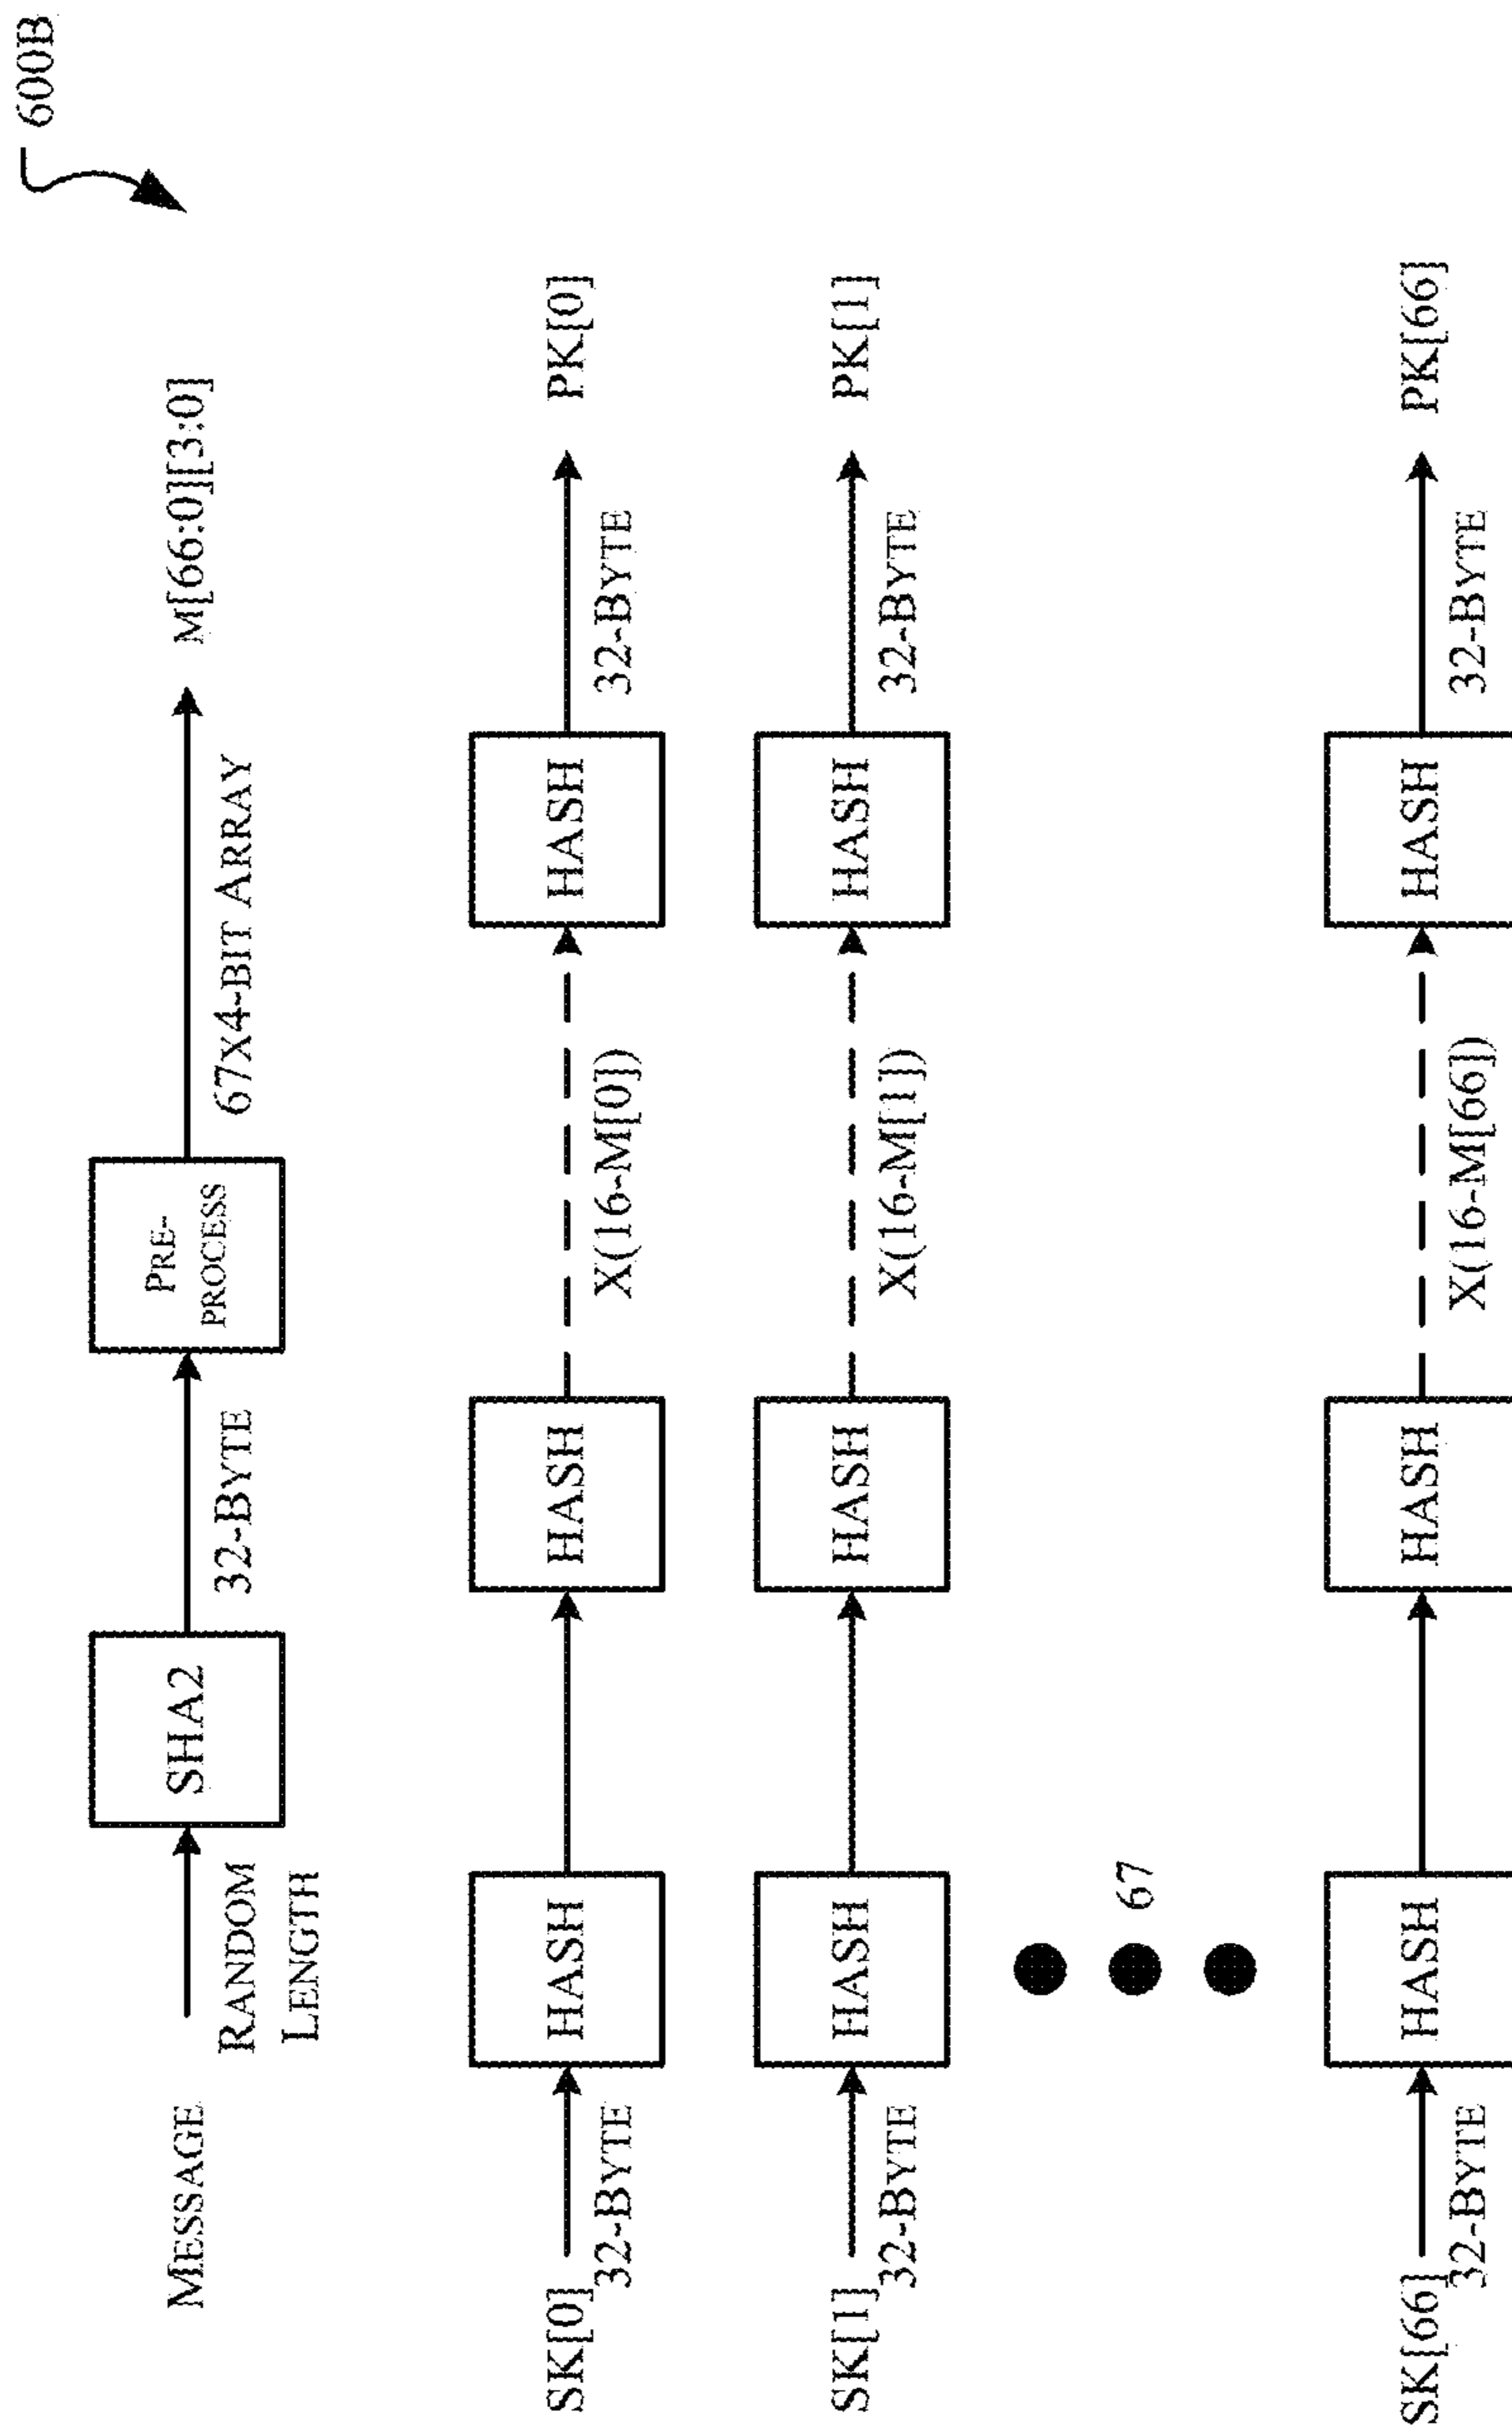 600B
MESSAGE
RANDOM
LENGTH
SHA2
32-BYTE
PRE-
PROCESS
67X4-BIT ARRAY
M[66:0][3:0]
SK[0]
32-BYTE
HASH
HASH
X(16-M[0])
HASH
32-BYTE
PK[0]
SK[1]
32-BYTE
HASH
HASH
X(16-M[1])
HASH
32-BYTE
PK[1]
67
SK[66]
32-BYTE
HASH
HASH
X(16-M[66])
HASH
32-BYTE
PK[66]